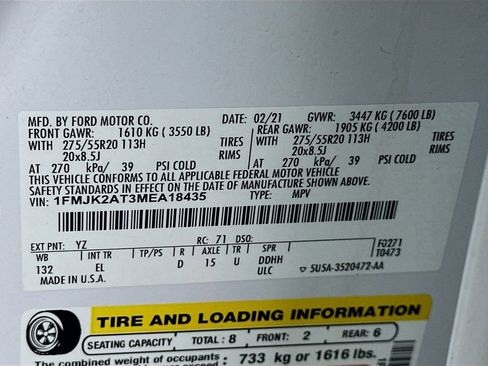 MFD. BY FORD MOTOR CO. 02/21 GVWR: 3447 KG (7600 LB)
FRONT GAWR: 1610 KG (3550 LB) REAR GAWR: 1905 KG (4200 LB)
WITH 275/55R20 113H TIRES WITH 275/55R20 113H TIRES
20x8.5J RIMS 20x8.5J RIMS
AT 270 kPa/ 39 PSI COLD AT 270 kPa/ 39 PSI COLD
THIS VEHICLE CONFORMS TO ALL APPLICABLE FEDERAL MOTOR VEHICLE
SAFETY STANDARD IN EFFECT ON THE DATE OF MANUFACTURE SHOWN ABOVE.
VIN: 1FMJK2AT3MEA18435 TYPE: MPV
EXT PNT: YZ RC: 71 DSO: F0271
WB INT TR TP/PS R AXLE TR SPR T0473
132 EL D 15 U DDHH
MADE IN U.S.A. ULC 5U5A-3520472-AA
TIRE AND LOADING INFORMATION
SEATING CAPACITY TOTAL: 8 FRONT: 2 REAR: 6
The combined weight of occupants 733 kg or 1616 lbs.